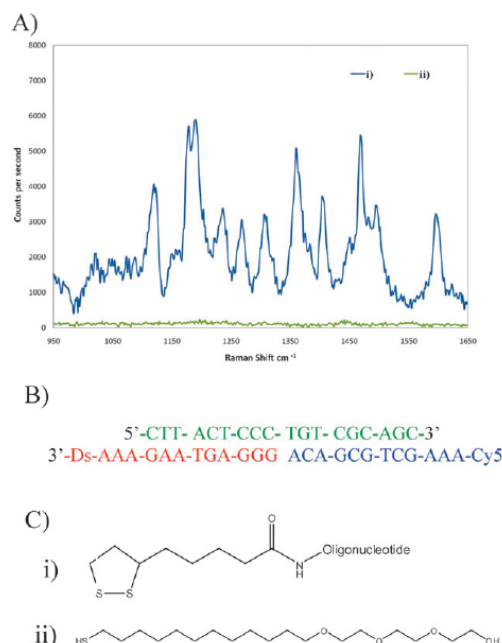 A)
8000
7000
6000
5000
4000
3000
2000
1000
0
Counts per second
i) ii)
950 1050 1150 1250 1350 1450 1550 1650
Raman Shift cm⁻¹
B)
5'-CTT- ACT-CCC- TGT- CGC-AGC-3'
3'-Ds-AAA-GAA-TGA-GGG ACA-GCG-TCG-AAA-Cy5
C)
i)
O
N
H
Oligonucleotide
S S
ii)
HS O O O OH